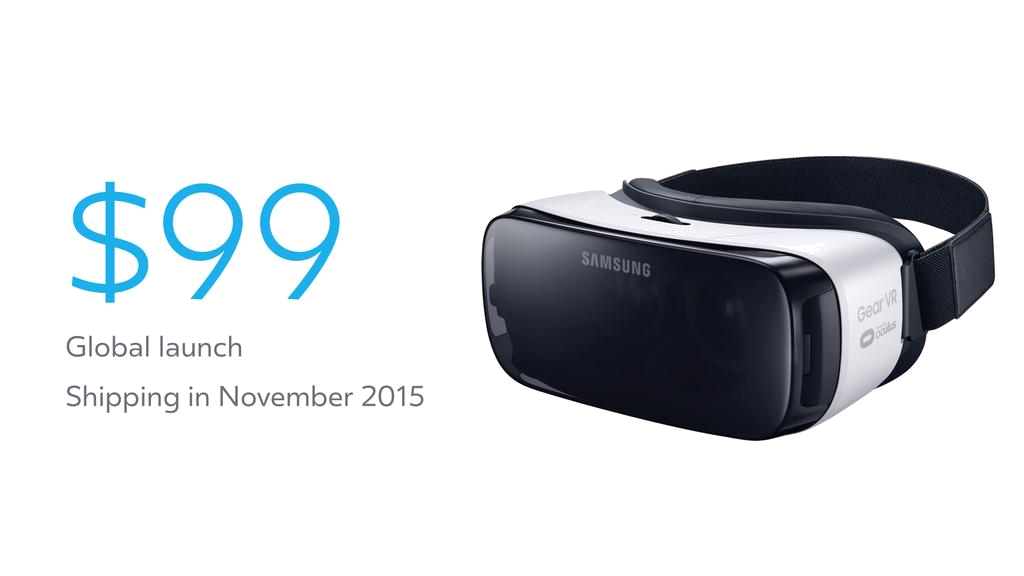 $99
Global launch
Shipping in November 2015
SAMSUNG
Gear VR
oculus